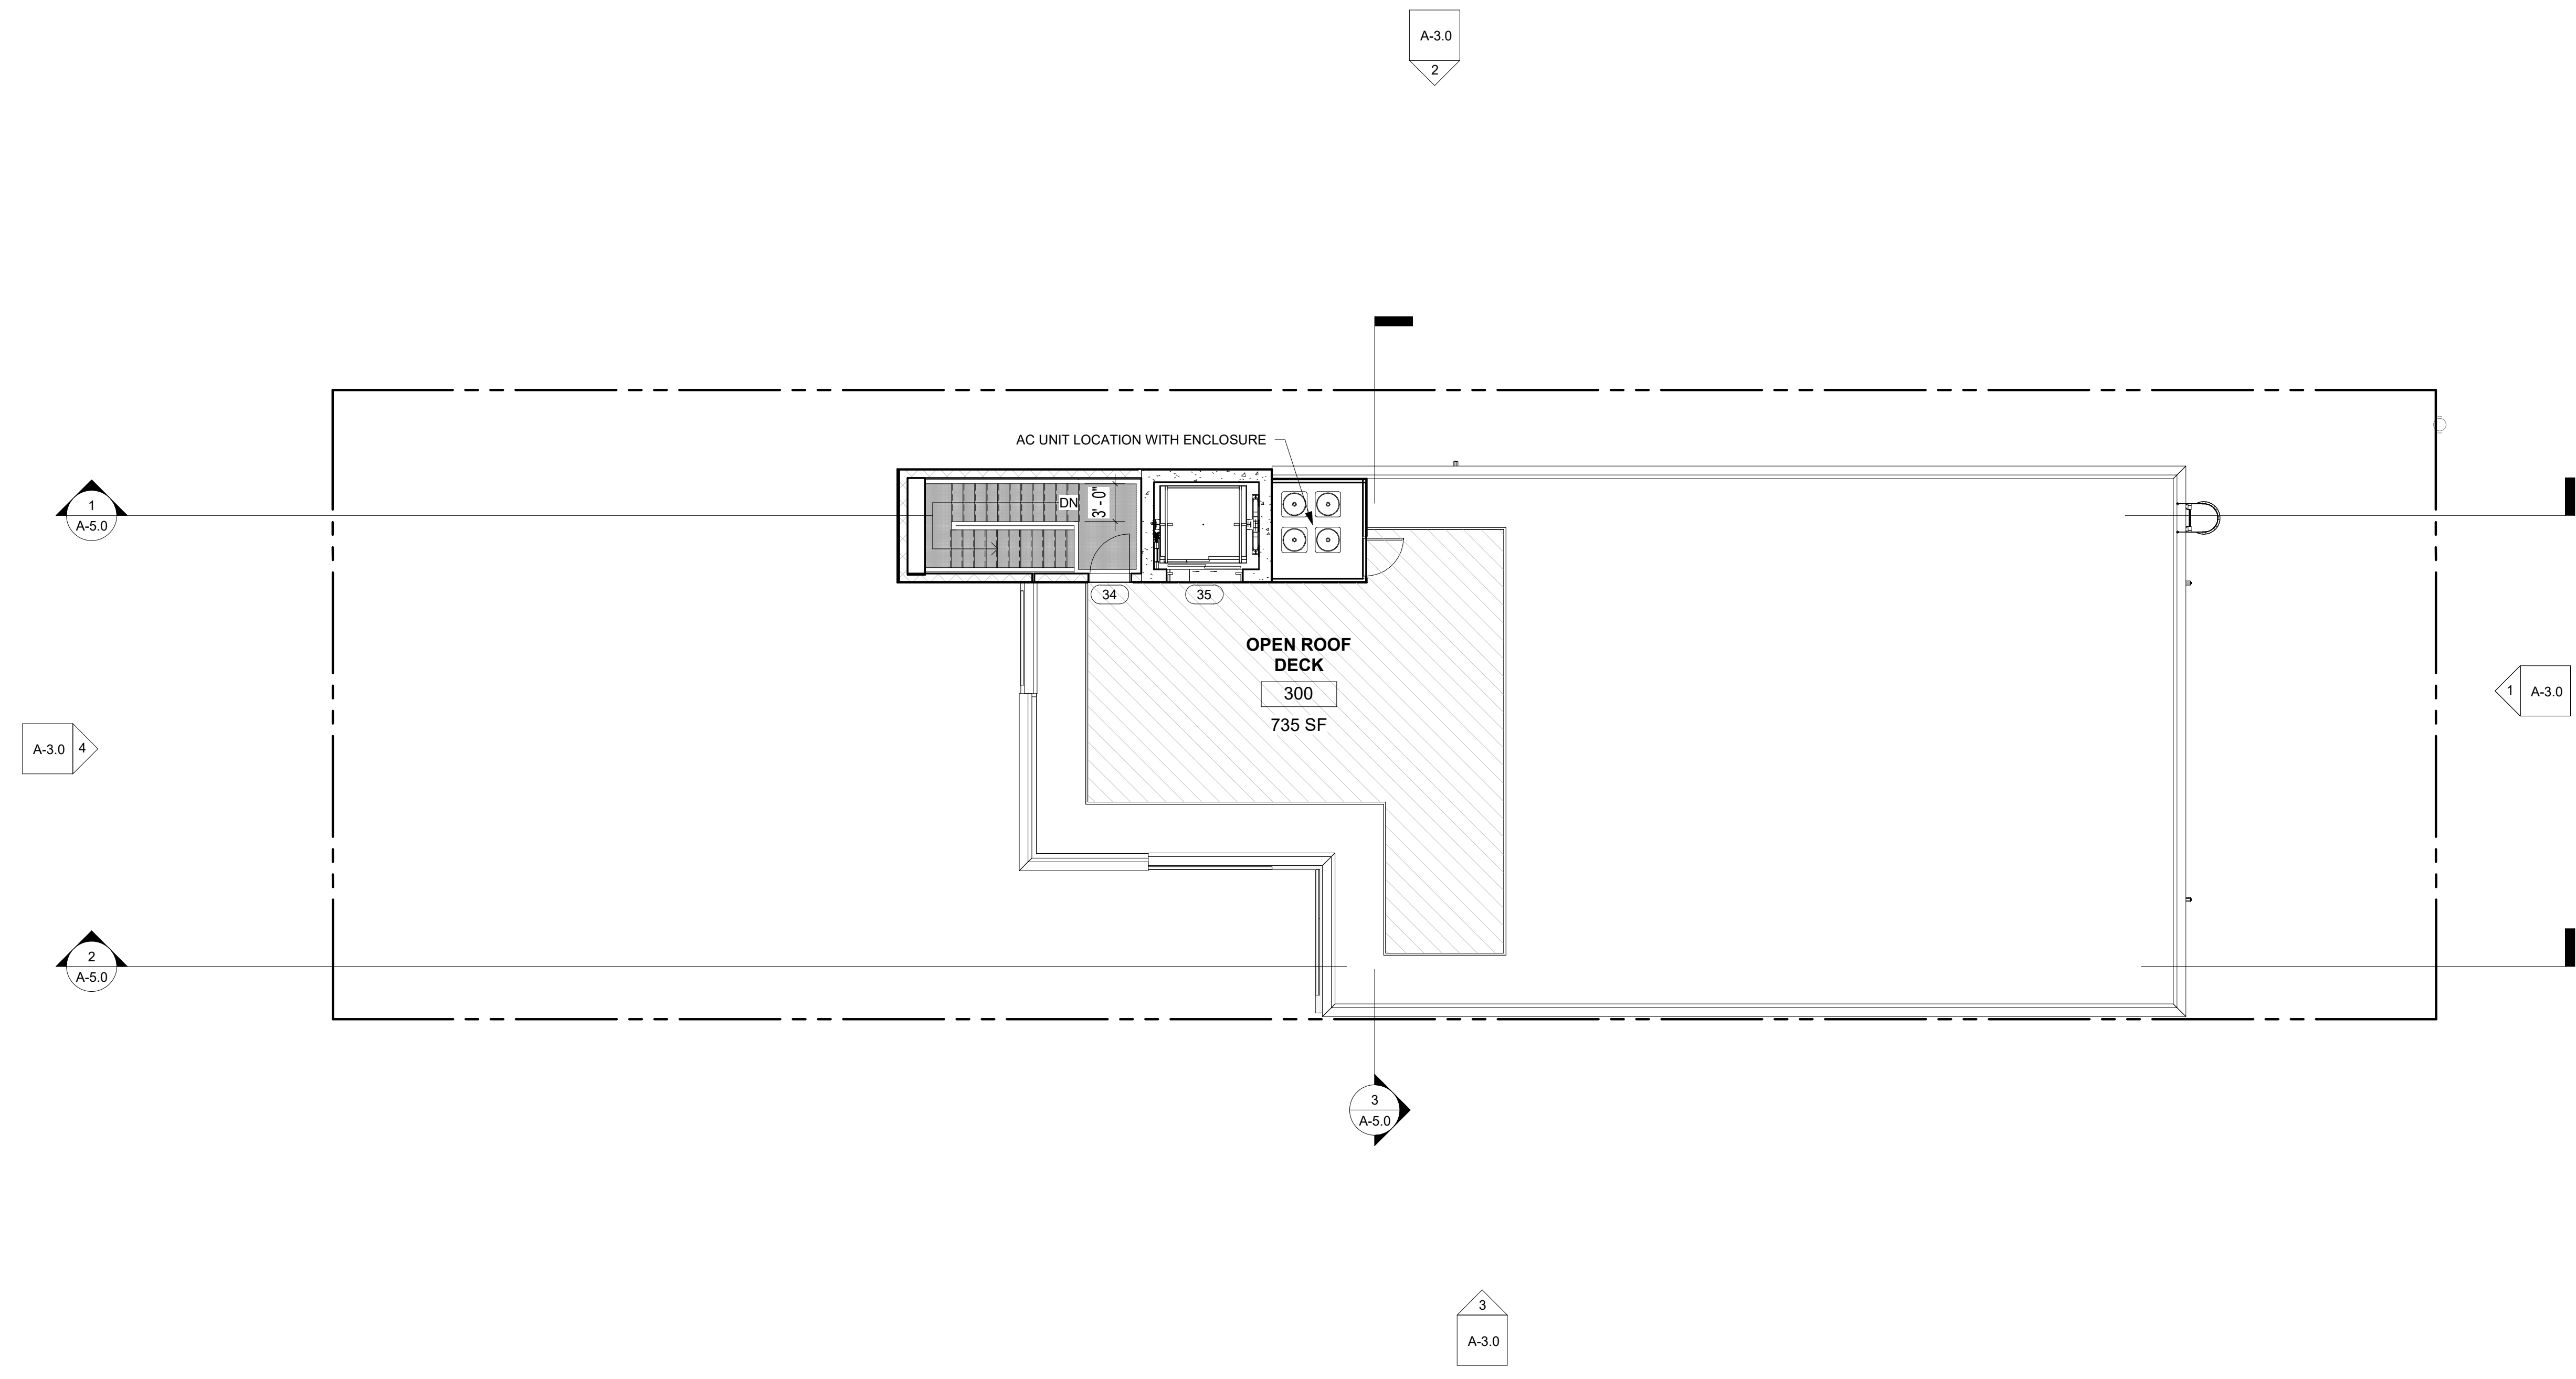 A-3.0
2
AC UNIT LOCATION WITH ENCLOSURE
1
A-5.0
DN
3' - 0"
34
35
OPEN ROOF
DECK
300
735 SF
1
A-3.0
A-3.0
4
2
A-5.0
3
A-5.0
3
A-3.0